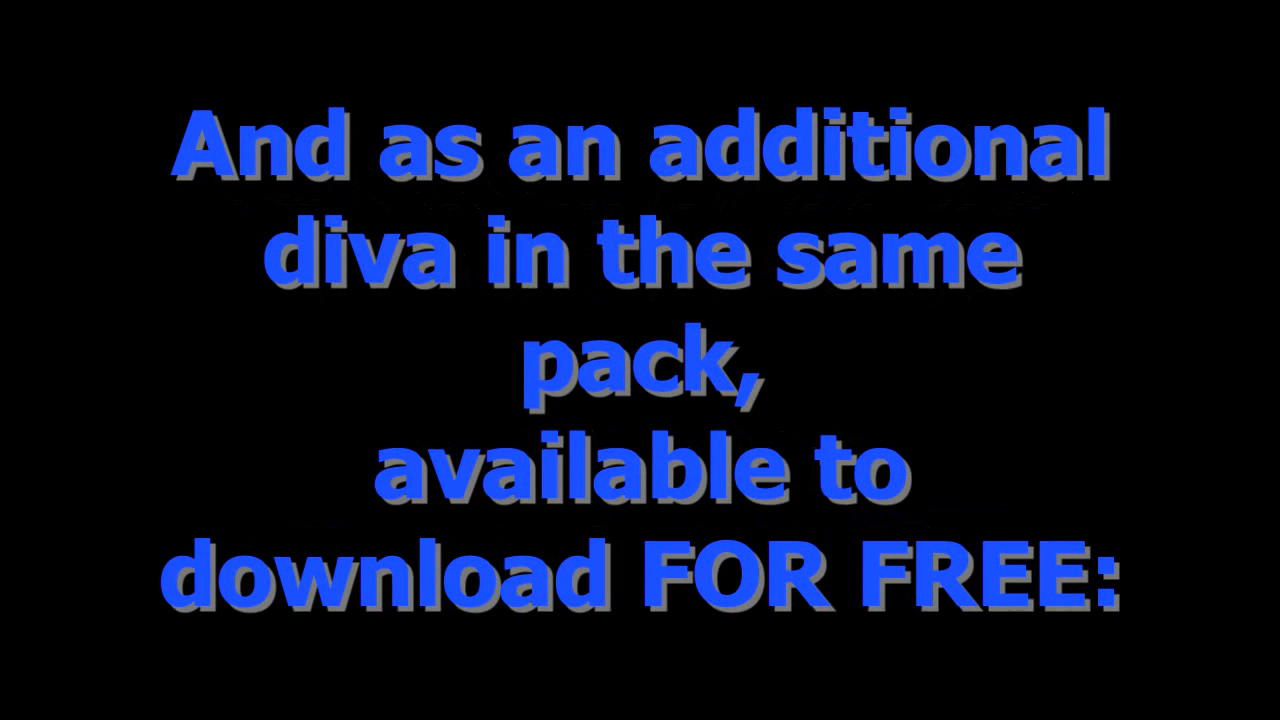 And as an additional
diva in the same
pack,
available to
download FOR FREE: